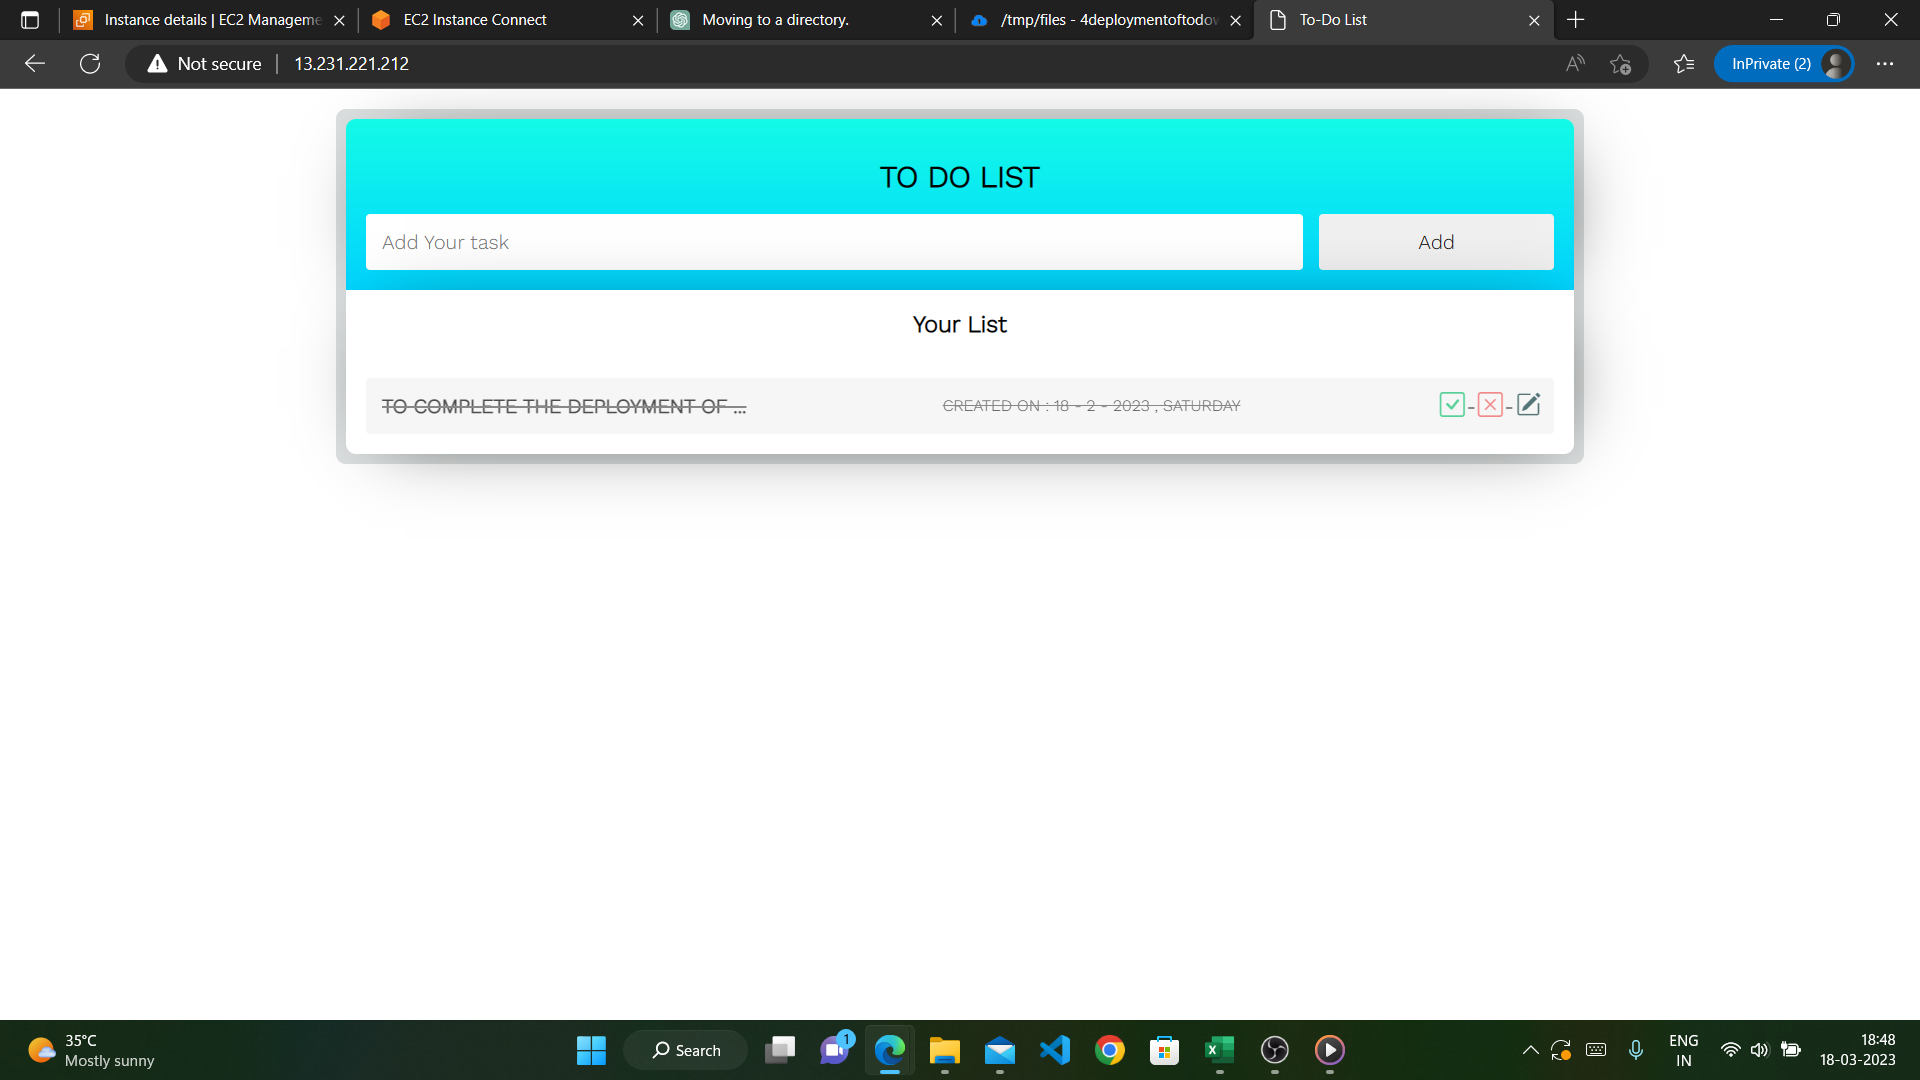 Instance details | EC2 Manageme
EC2 Instance Connect
Moving to a directory.
/tmp/files - 4deploymentoftodov
To-Do List
Not secure
13.231.221.212
InPrivate (2)
TO DO LIST
Add Your task
Add
Your List
TO COMPLETE THE DEPLOYMENT OF ...
CREATED ON : 18 - 2 - 2023 , SATURDAY
35°C
Mostly sunny
Search
1
ENG
IN
18:48
18-03-2023